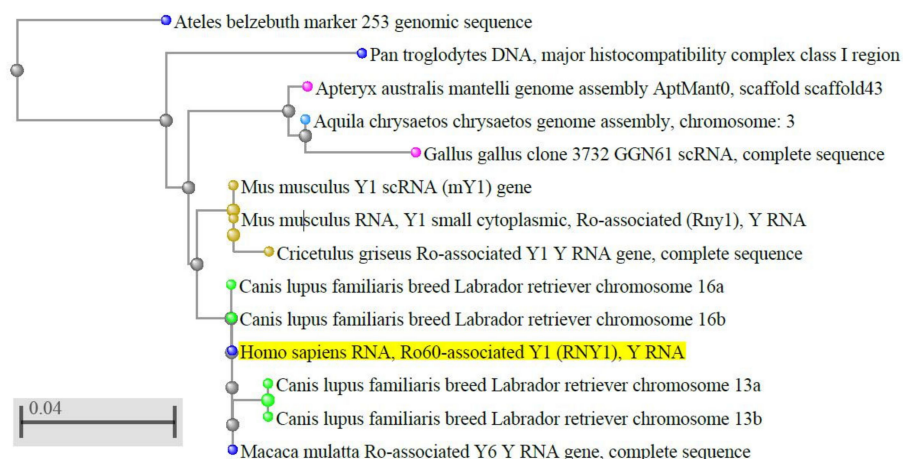 Ateles belzebuth marker 253 genomic sequence
Pan troglodytes DNA, major histocompatibility complex class I region
Apteryx australis mantelli genome assembly AptMant0, scaffold scaffold43
Aquila chrysaetos chrysaetos genome assembly, chromosome: 3
Gallus gallus clone 3732 GGN61 scRNA, complete sequence
Mus musculus Y1 scRNA (mY1) gene
Mus musculus RNA, Y1 small cytoplasmic, Ro-associated (Rny1), Y RNA
Cricetulus griseus Ro-associated Y1 Y RNA gene, complete sequence
Canis lupus familiaris breed Labrador retriever chromosome 16a
Canis lupus familiaris breed Labrador retriever chromosome 16b
Homo sapiens RNA, Ro60-associated Y1 (RNY1), Y RNA
Canis lupus familiaris breed Labrador retriever chromosome 13a
Canis lupus familiaris breed Labrador retriever chromosome 13b
Macaca mulatta Ro-associated Y6 Y RNA gene, complete sequence
0.04